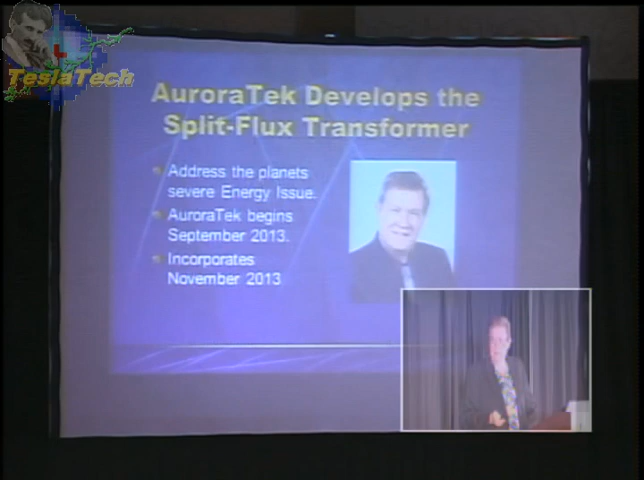 TeslaTech
AuroraTek Develops the
Split-Flux Transformer
Address the planets
severe Energy Issue.
AuroraTek begins
September 2013.
Incorporates
November 2013